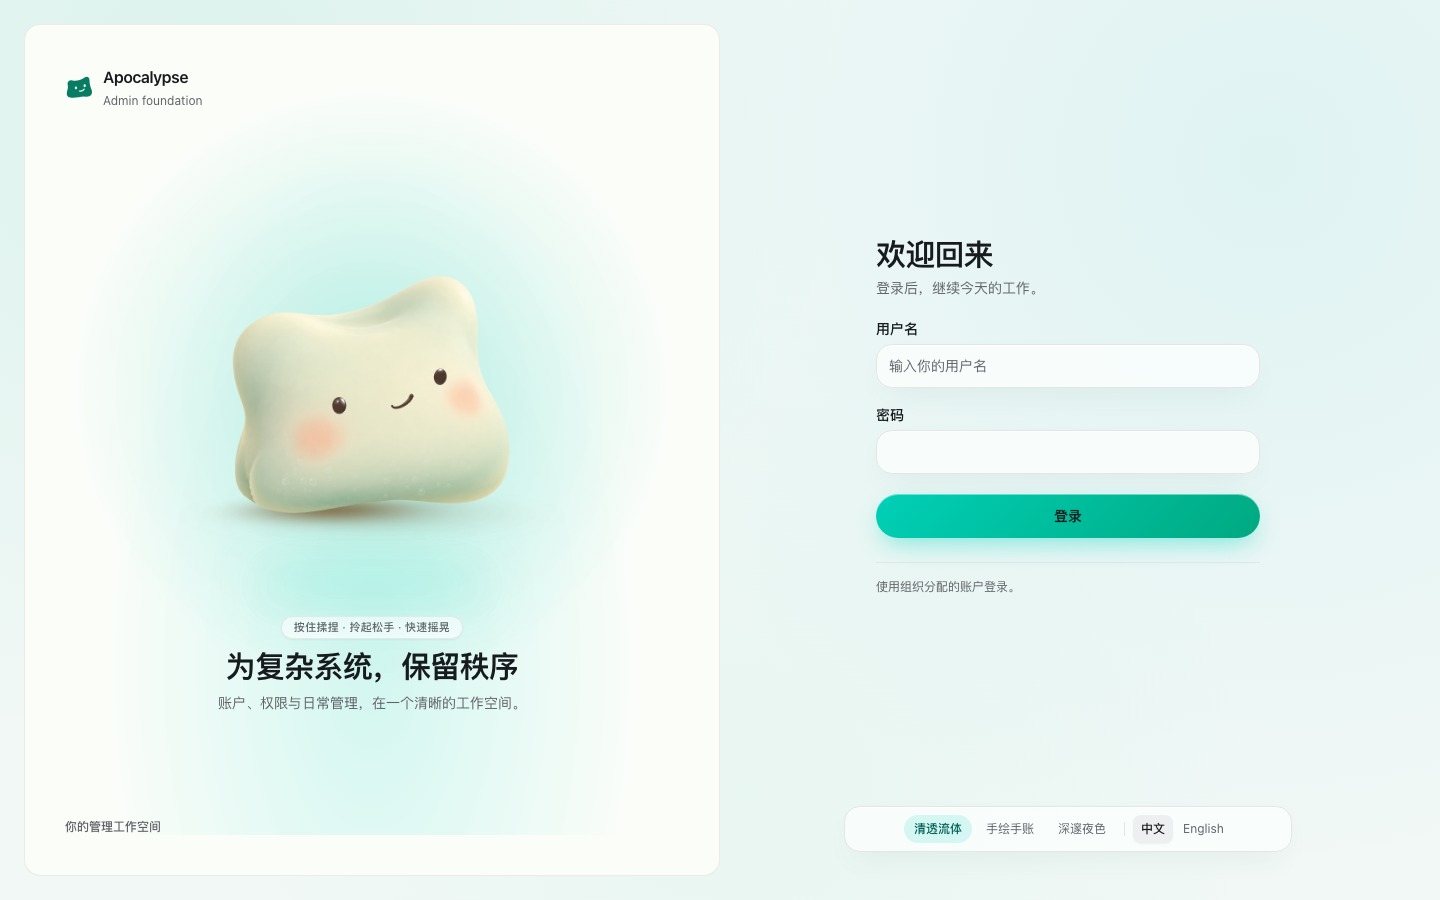 Apocalypse
Admin foundation
按住揉捏 · 拎起松手 · 快速摇晃
为复杂系统，保留秩序
账户、权限与日常管理，在一个清晰的工作空间。
你的管理工作空间
欢迎回来
登录后，继续今天的工作。
用户名
输入你的用户名
密码
登录
使用组织分配的账户登录。
清透流体 手绘手账 深邃夜色 中文 English